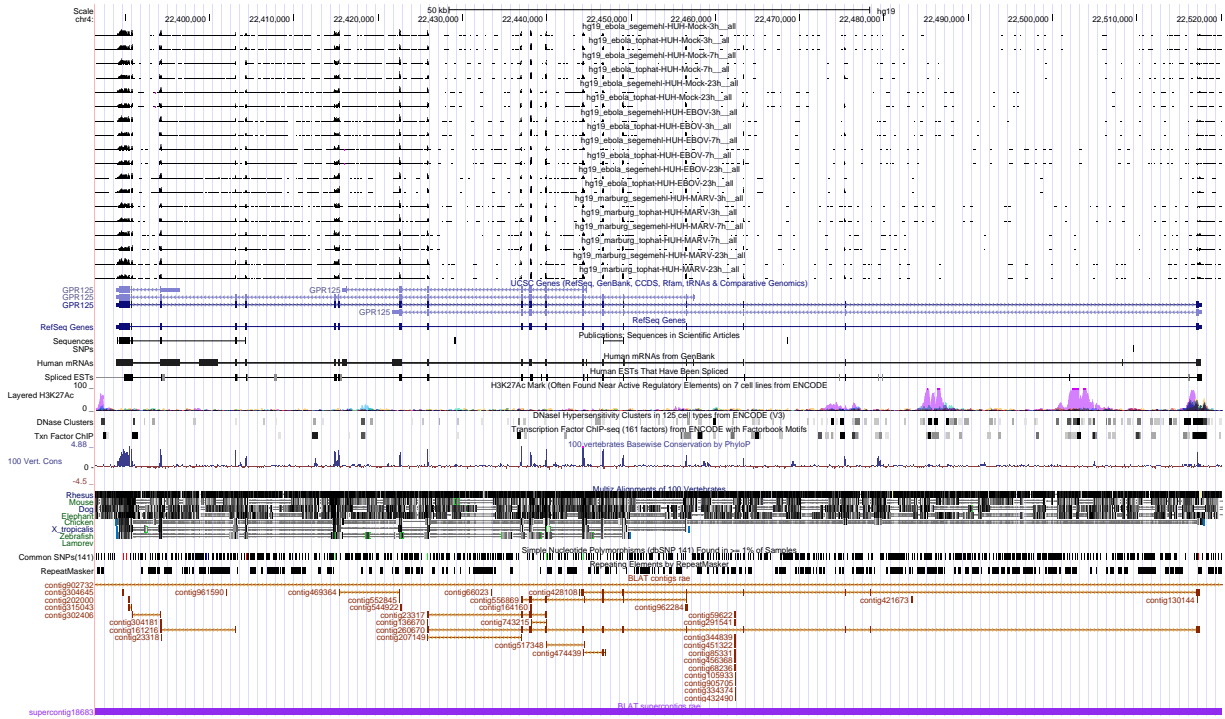 Scale 50 kb hg19
chr4: 22,400,000 22,410,000 22,420,000 22,430,000 22,440,000 22,450,000 22,460,000 22,470,000 22,480,000 22,490,000 22,500,000 22,510,000 22,520,000
hg19_ebola_segemehl-HUH-Mock-3h__all
hg19_ebola_tophat-HUH-Mock-3h__all
hg19_ebola_segemehl-HUH-Mock-7h__all
hg19_ebola_tophat-HUH-Mock-7h__all
hg19_ebola_segemehl-HUH-Mock-23h__all
hg19_ebola_tophat-HUH-Mock-23h__all
hg19_ebola_segemehl-HUH-EBOV-3h__all
hg19_ebola_tophat-HUH-EBOV-3h__all
hg19_ebola_segemehl-HUH-EBOV-7h__all
hg19_ebola_tophat-HUH-EBOV-7h__all
hg19_ebola_segemehl-HUH-EBOV-23h__all
hg19_ebola_tophat-HUH-EBOV-23h__all
hg19_marburg_segemehl-HUH-MARV-3h__all
hg19_marburg_tophat-HUH-MARV-3h__all
hg19_marburg_segemehl-HUH-MARV-7h__all
hg19_marburg_tophat-HUH-MARV-7h__all
hg19_marburg_segemehl-HUH-MARV-23h__all
hg19_marburg_tophat-HUH-MARV-23h__all
UCSC Genes (RefSeq, GenBank, CCDS, Rfam, tRNAs & Comparative Genomics)
GPR125 GPR125
GPR125
GPR125
GPR125
RefSeq Genes
RefSeq Genes
Publications: Sequences in Scientific Articles
Sequences
SNPs
Human mRNAs from GenBank
Human mRNAs
Human ESTs That Have Been Spliced
Spliced ESTs
H3K27Ac Mark (Often Found Near Active Regulatory Elements) on 7 cell lines from ENCODE
100
Layered H3K27Ac
0
DNaseI Hypersensitivity Clusters in 125 cell types from ENCODE (V3)
DNase Clusters
Transcription Factor ChIP-seq (161 factors) from ENCODE with Factorbook Motifs
Txn Factor ChIP
100 vertebrates Basewise Conservation by PhyloP
4.88
100 Vert. Cons
0
-4.5
Multiz Alignments of 100 Vertebrates
Rhesus
Mouse
Dog
Elephant
Chicken
X_tropicalis
Zebrafish
Lamprey
Simple Nucleotide Polymorphisms (dbSNP 141) Found in >= 1% of Samples
Common SNPs(141)
Repeating Elements by RepeatMasker
RepeatMasker
BLAT contigs rae
contig902732
contig304645 contig961590 contig469364 contig66023 contig428108 contig421673 contig130144
contig202000 contig552845 contig556869
contig315043 contig544922 contig164160 contig962284
contig302406 contig23317 contig59622
contig304181 contig136670 contig743215 contig291541
contig161216 contig260670
contig23318 contig207149 contig344839
contig517348 contig451322
contig474439 contig85331
contig456368
contig68236
contig105933
contig905705
contig334374
contig432490
BLAT supercontigs rae
supercontig18683